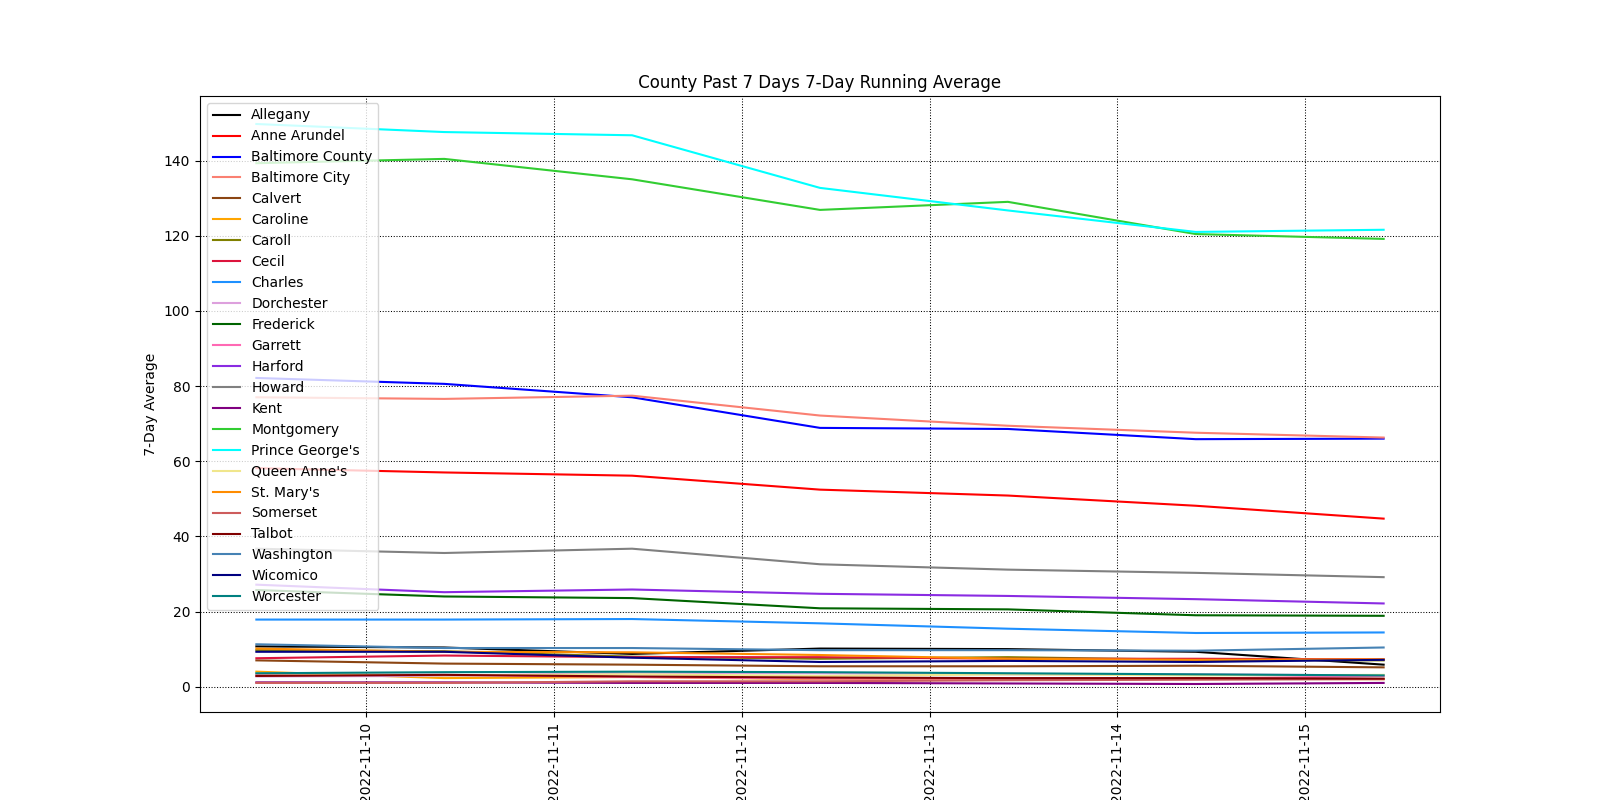 County Past 7 Days 7-Day Running Average
7-Day Average
140
120
100
80
60
40
20
0
Allegany
Anne Arundel
Baltimore County
Baltimore City
Calvert
Caroline
Caroll
Cecil
Charles
Dorchester
Frederick
Garrett
Harford
Howard
Kent
Montgomery
Prince George's
Queen Anne's
St. Mary's
Somerset
Talbot
Washington
Wicomico
Worcester
2022-11-10
2022-11-11
2022-11-12
2022-11-13
2022-11-14
2022-11-15